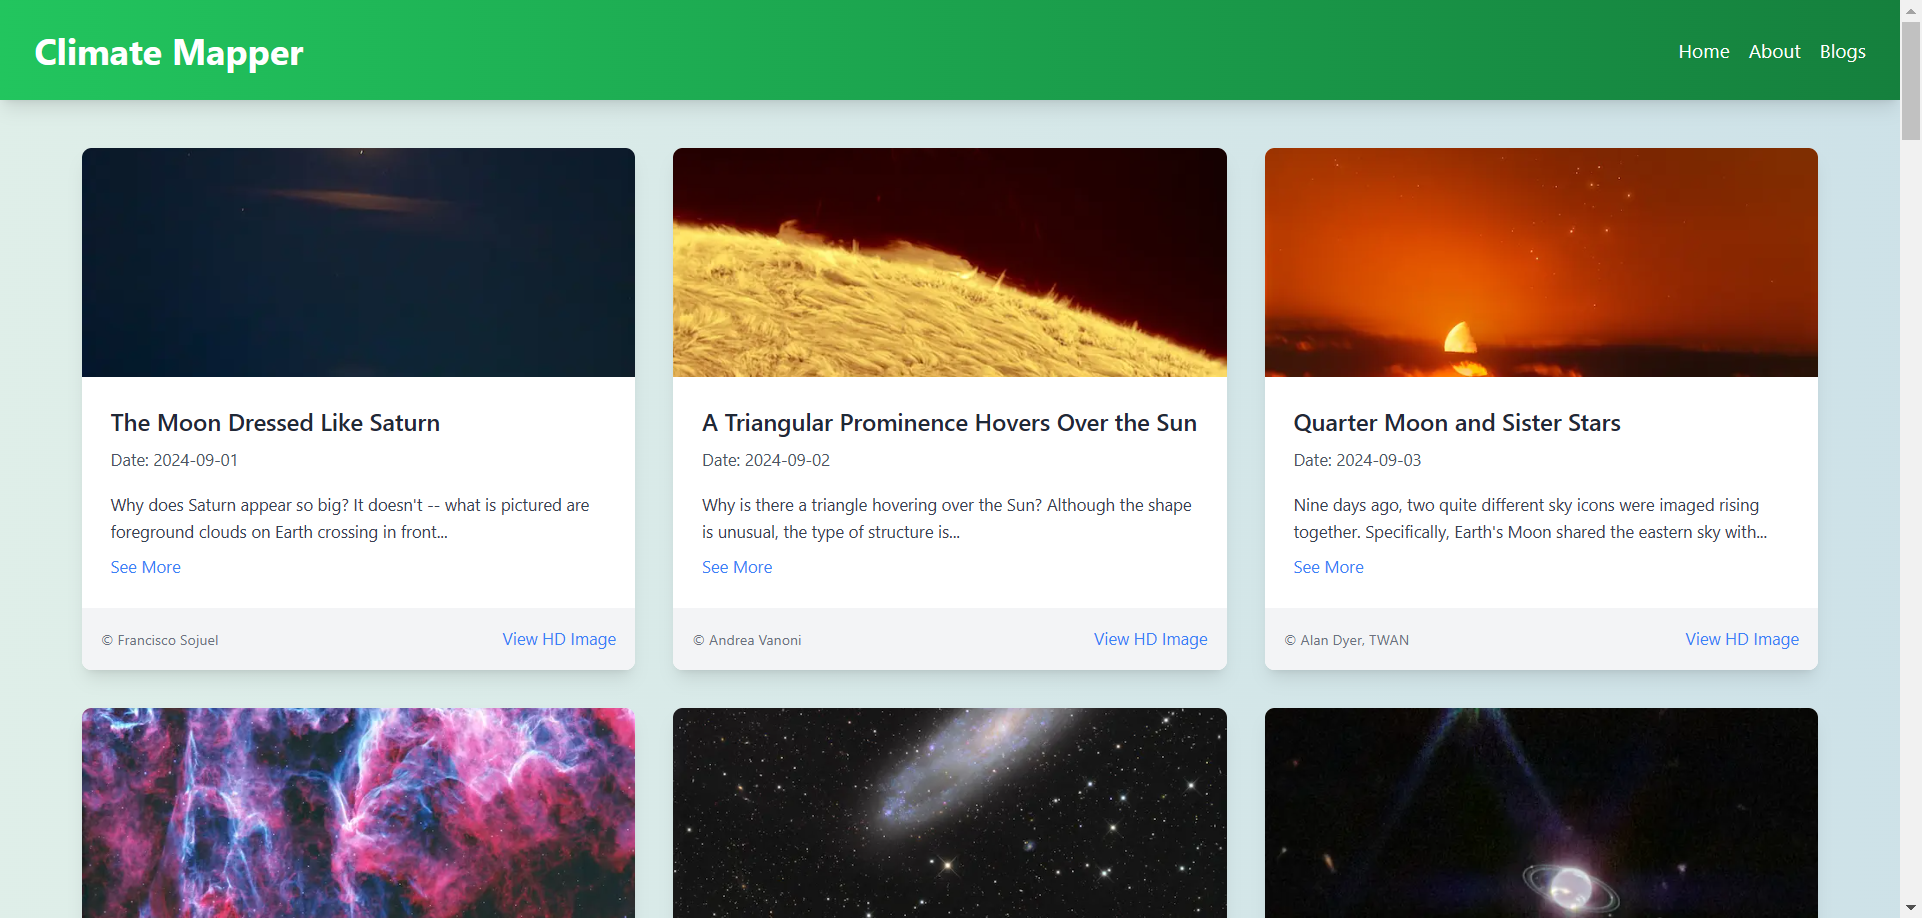 Climate Mapper
Home About Blogs
The Moon Dressed Like Saturn
Date: 2024-09-01
Why does Saturn appear so big? It doesn't -- what is pictured are
foreground clouds on Earth crossing in front...
See More
© Francisco Sojuel View HD Image
A Triangular Prominence Hovers Over the Sun
Date: 2024-09-02
Why is there a triangle hovering over the Sun? Although the shape
is unusual, the type of structure is...
See More
© Andrea Vanoni View HD Image
Quarter Moon and Sister Stars
Date: 2024-09-03
Nine days ago, two quite different sky icons were imaged rising
together. Specifically, Earth's Moon shared the eastern sky with...
See More
© Alan Dyer, TWAN View HD Image